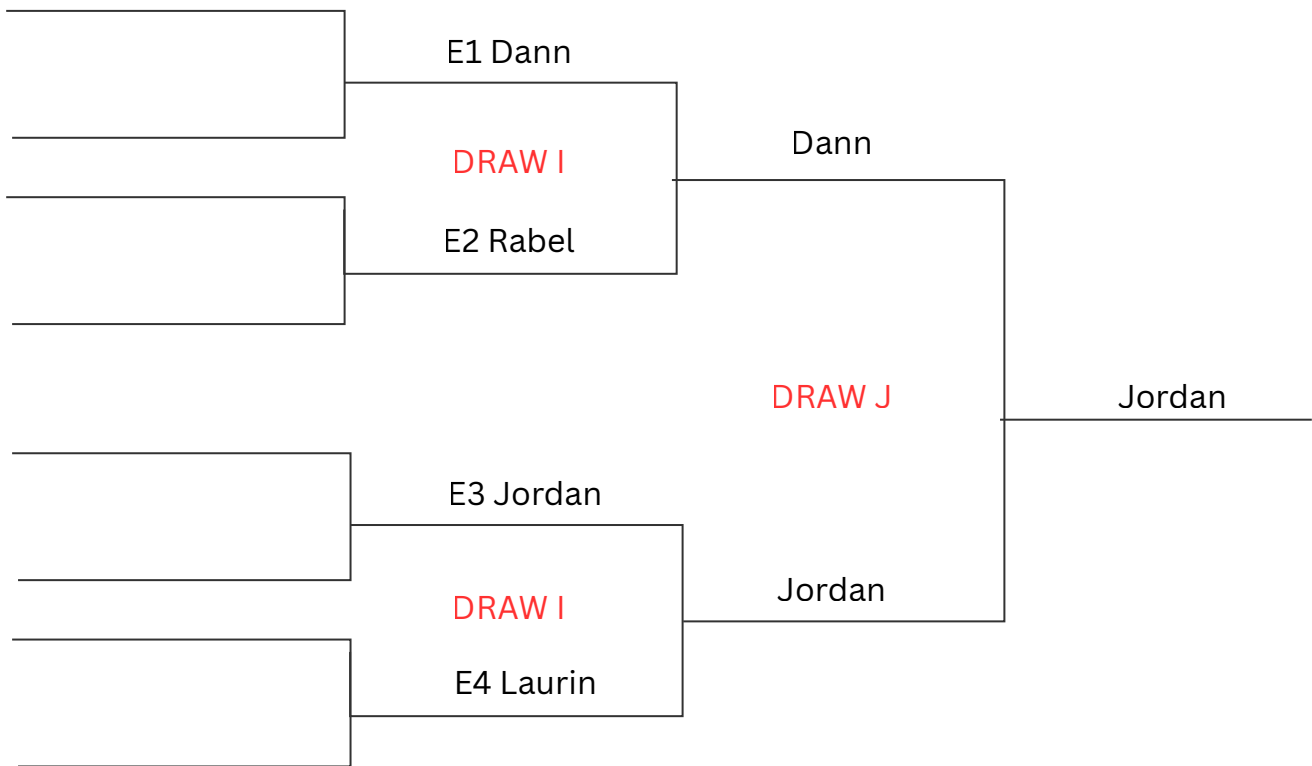 E1 Dann
DRAW I
E2 Rabel
Dann
DRAW J
Jordan
E3 Jordan
DRAW I
E4 Laurin
Jordan